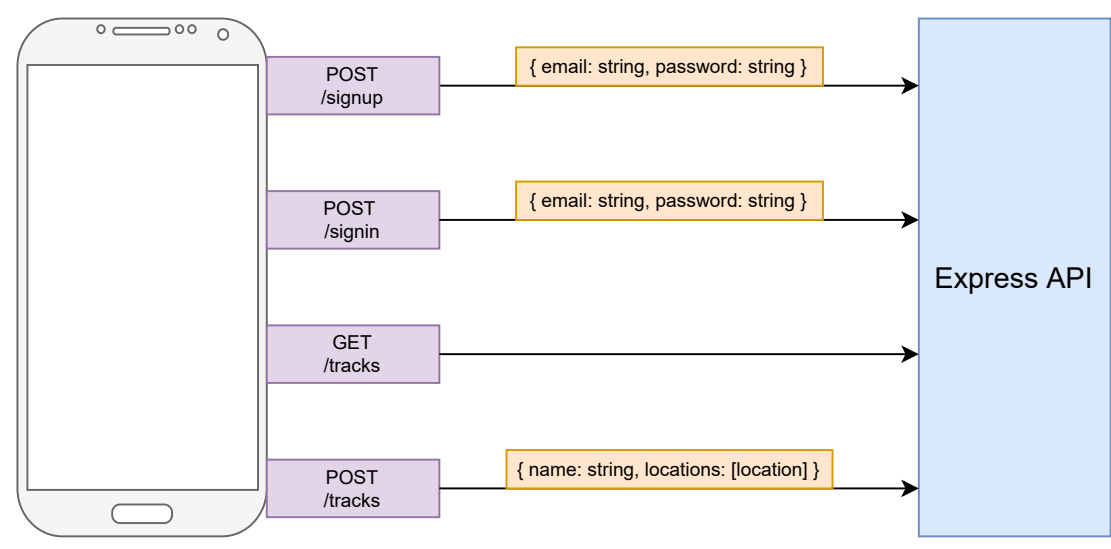 POST
/signup
{ email: string, password: string }
POST
/signin
{ email: string, password: string }
Express API
GET
/tracks
POST
/tracks
{ name: string, locations: [location] }